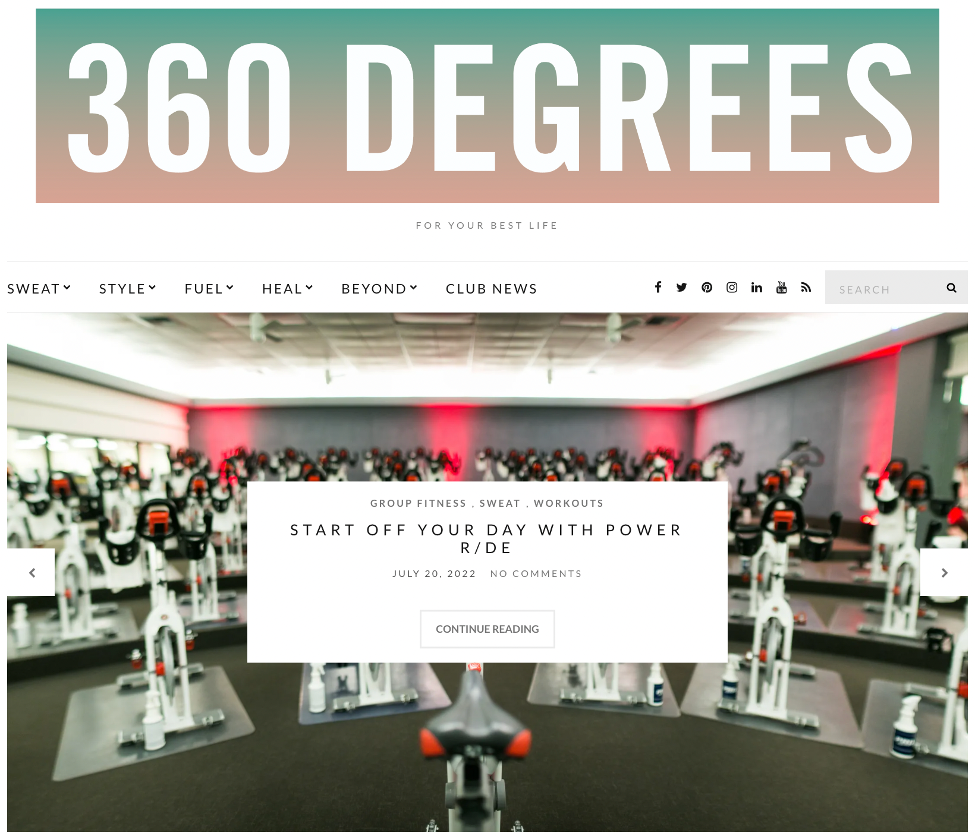 360 DEGREES
FOR YOUR BEST LIFE
SWEAT STYLE FUEL HEAL BEYOND CLUB NEWS SEARCH
GROUP FITNESS , SWEAT , WORKOUTS
START OFF YOUR DAY WITH POWER
R/DE
JULY 20, 2022 NO COMMENTS
CONTINUE READING